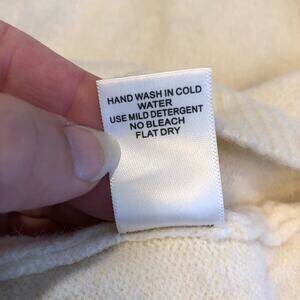 HAND WASH IN COLD
WATER
USE MILD DETERGENT
NO BLEACH
FLAT DRY